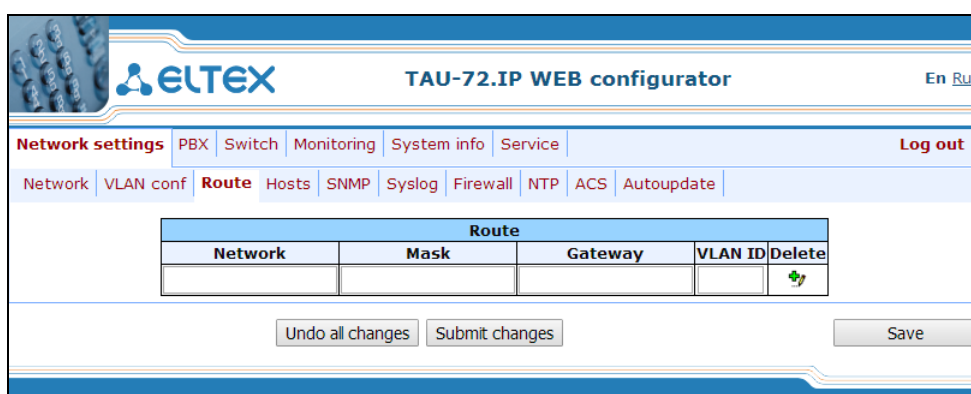 ELTEX
TAU-72.IP WEB configurator
En Ru
Network settings PBX Switch Monitoring System info Service Log out
Network VLAN conf Route Hosts SNMP Syslog Firewall NTP ACS Autoupdate
Route
Network Mask Gateway VLAN ID Delete
Undo all changes Submit changes Save